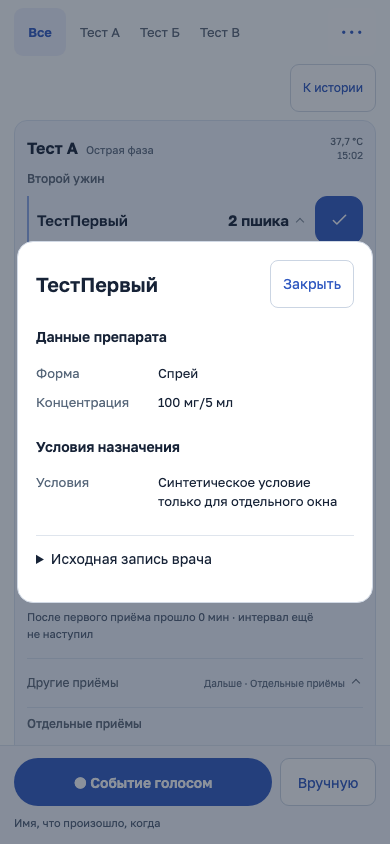 Все Тест А Тест Б Тест В
К истории
Тест А Острая фаза 37,7 °C
15:02
Второй ужин
ТестПервый 2 пшика
ТестПервый Закрыть
Данные препарата
Форма Спрей
Концентрация 100 мг/5 мл
Условия назначения
Условия Синтетическое условие
только для отдельного окна
Исходная запись врача
После первого приёма прошло 0 мин · интервал ещё
не наступил
Другие приёмы Дальше · Отдельные приёмы
Отдельные приёмы
Событие голосом Вручную
Имя, что произошло, когда